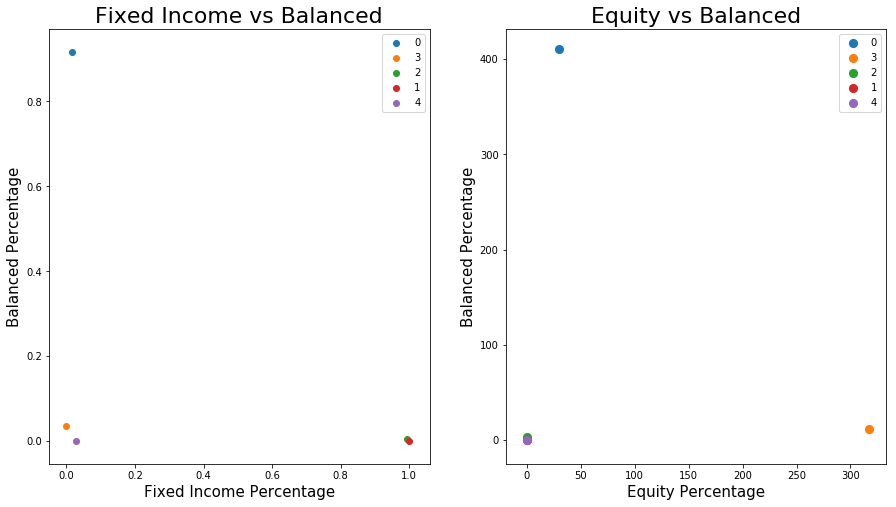 Fixed Income vs Balanced
0
3
2
1
4
0.8
0.6
0.4
0.2
0.0
Balanced Percentage
0.0 0.2 0.4 0.6 0.8 1.0
Fixed Income Percentage
Equity vs Balanced
0
3
2
1
4
400
300
200
100
0
Balanced Percentage
0 50 100 150 200 250 300
Equity Percentage